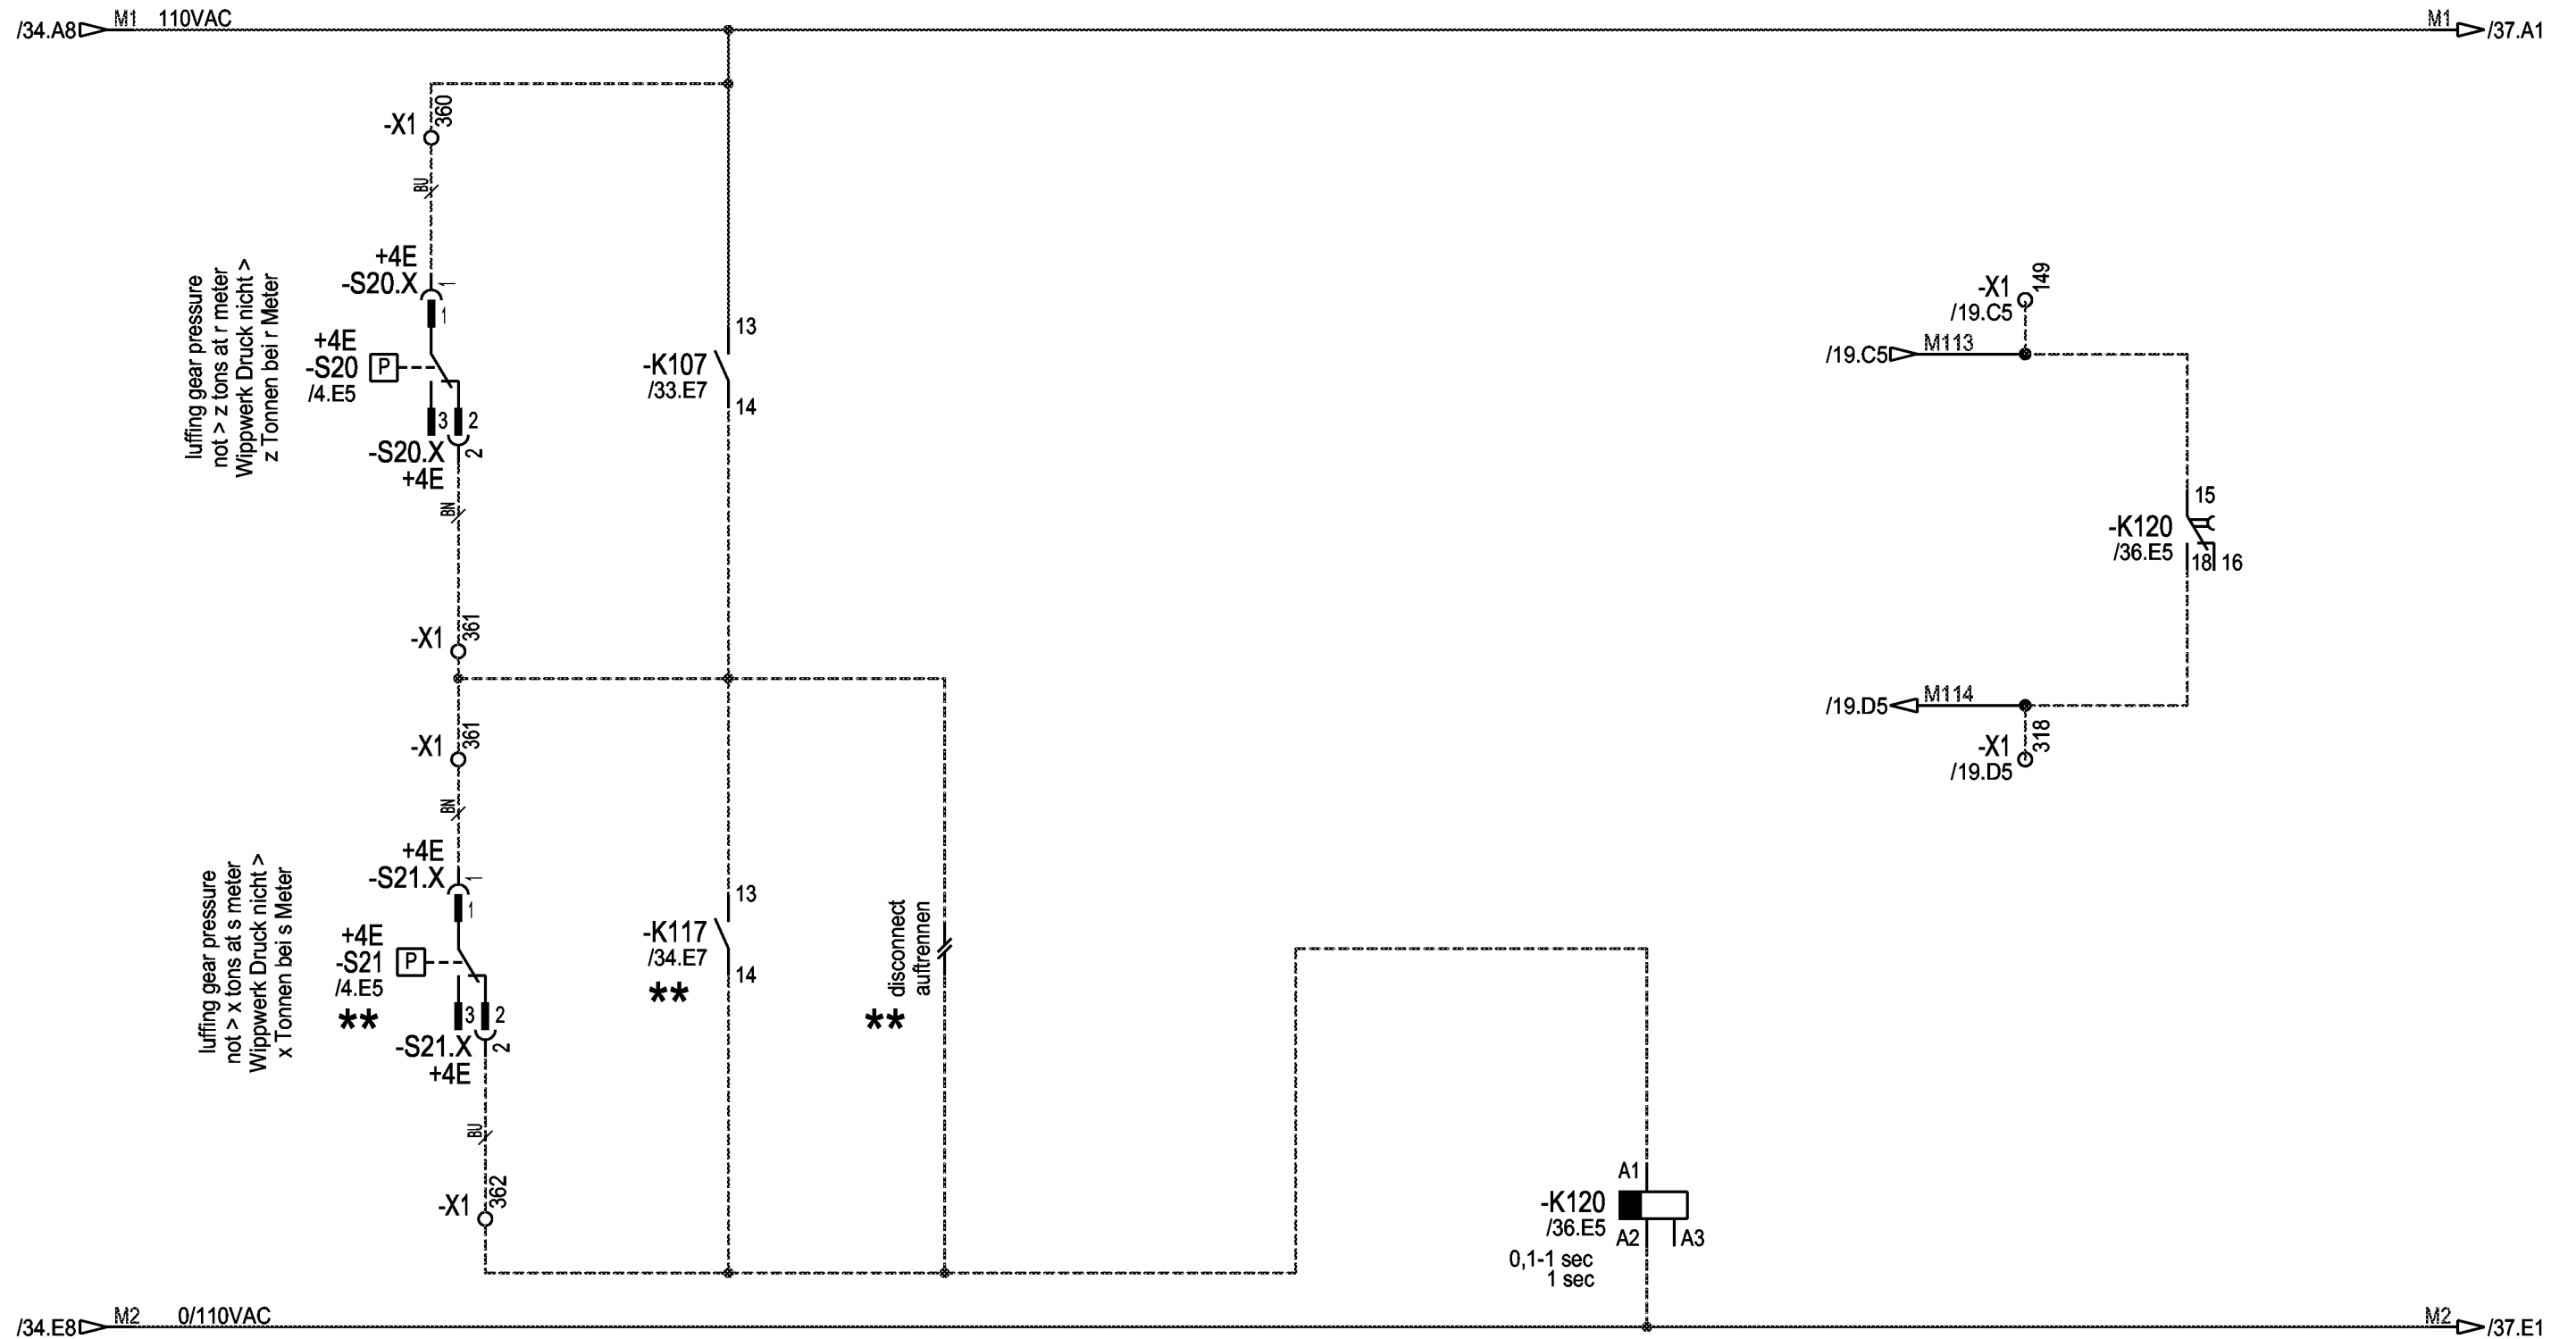 /34.A8
M1 110VAC
M1
/37.A1
-X1
360
BU
+4E
-S20.X
1
1
luffing gear pressure
not > z tons at r meter
Wippwerk Druck nicht >
z Tonnen bei r Meter
+4E
-S20
/4.E5
P
3
2
-S20.X
2
+4E
BN
-X1
361
-X1
361
BN
+4E
-S21.X
1
1
luffing gear pressure
not > x tons at s meter
Wippwerk Druck nicht >
x Tonnen bei s Meter
+4E
-S21
/4.E5
**
P
3
2
-S21.X
2
+4E
BU
-X1
362
13
-K107
/33.E7
14
13
-K117
/34.E7
14
**
disconnect
auftrennen
**
A1
-K120
/36.E5
A2
A3
0,1-1 sec
1 sec
-X1
149
/19.C5
/19.C5
M113
15
-K120
/36.E5
18
16
/19.D5
M114
-X1
318
/19.D5
/34.E8
M2 0/110VAC
M2
/37.E1